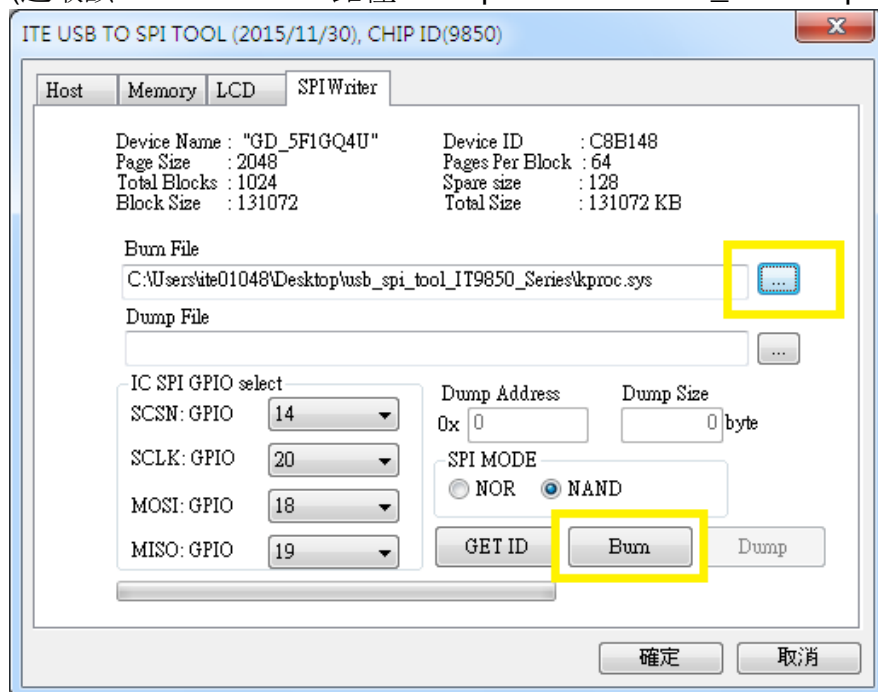 ITE USB TO SPI TOOL (2015/11/30), CHIP ID(9850)
Host Memory LCD SPI Writer
Device Name : "GD_5F1GQ4U" Device ID : C8B148
Page Size : 2048 Pages Per Block : 64
Total Blocks : 1024 Spare size : 128
Block Size : 131072 Total Size : 131072 KB
Burn File
C:\Users\ite01048\Desktop\usb_spi_tool_IT9850_Series\kproc.sys ...
Dump File
...
IC SPI GPIO select Dump Address Dump Size
SCSN: GPIO 14 0x 0 0 byte
SCLK: GPIO 20 SPI MODE
NOR NAND
MOSI: GPIO 18
MISO: GPIO 19 GET ID Burn Dump
確定 取消